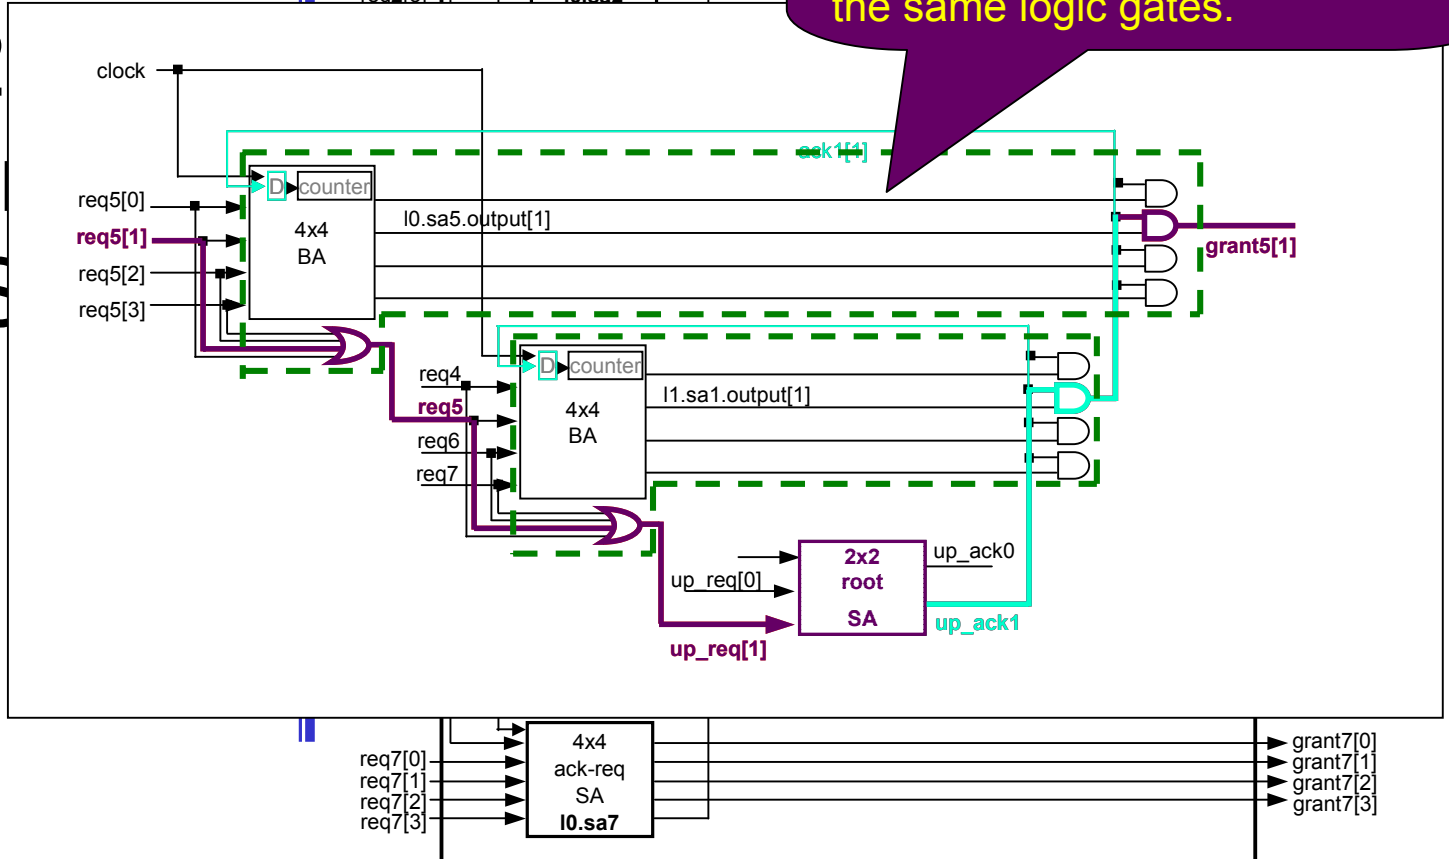 the same logic gates.
clock
ack1[1]
D counter
req5[0]
4x4
BA
l0.sa5.output[1]
req5[1]
grant5[1]
req5[2]
req5[3]
D counter
req4
4x4
BA
l1.sa1.output[1]
req5
req6
req7
2x2
root
SA
up_ack0
up_req[0]
up_ack1
up_req[1]
4x4
ack-req
SA
l0.sa7
req7[0]
req7[1]
req7[2]
req7[3]
grant7[0]
grant7[1]
grant7[2]
grant7[3]